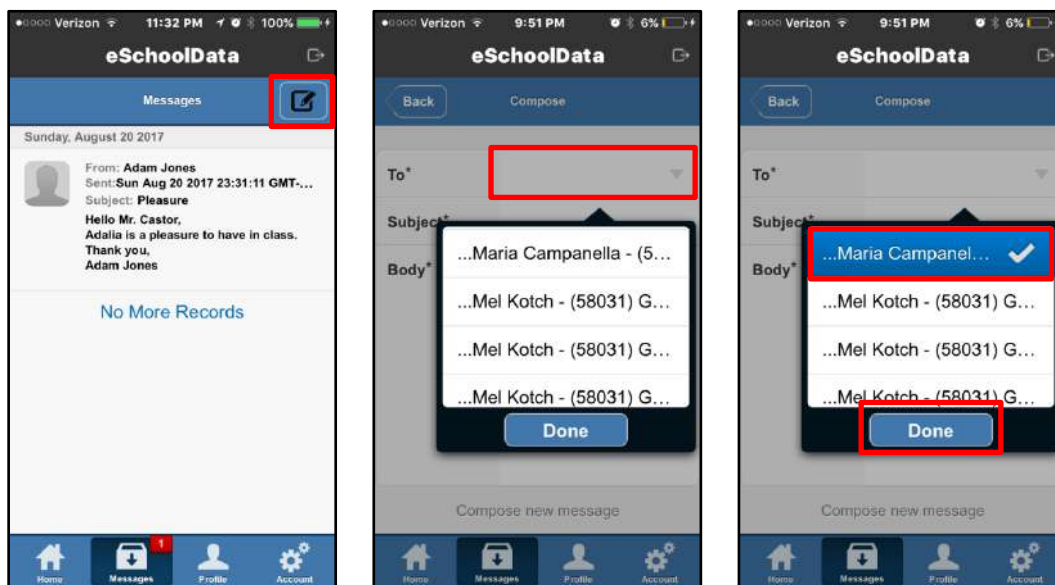 Verizon 11:32 PM 100%
eSchoolData
Messages
Sunday, August 20 2017
From: Adam Jones
Sent:Sun Aug 20 2017 23:31:11 GMT-...
Subject: Pleasure
Hello Mr. Castor,
Adalia is a pleasure to have in class.
Thank you,
Adam Jones
No More Records
1
Home Messages Profile Account
Verizon 9:51 PM 6%
eSchoolData
Back Compose
To*
Subject*
Body*
...Maria Campanella - (5...
...Mel Kotch - (58031) G...
...Mel Kotch - (58031) G...
...Mel Kotch - (58031) G...
Done
Compose new message
Home Messages Profile Account
Verizon 9:51 PM 6%
eSchoolData
Back Compose
To*
Subject*
Body*
...Maria Campanel...
...Mel Kotch - (58031) G...
...Mel Kotch - (58031) G...
...Mel Kotch - (58031) G...
Done
Compose new message
Home Messages Profile Account